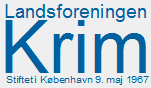 Landsforeningen
Krim
Stiftet i København 9. maj 1967